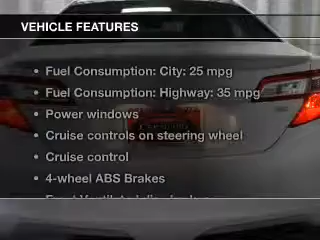 VEHICLE FEATURES
• Fuel Consumption: City: 25 mpg
• Fuel Consumption: Highway: 35 mpg
• Power windows
• Cruise controls on steering wheel
• Cruise control
• 4-wheel ABS Brakes